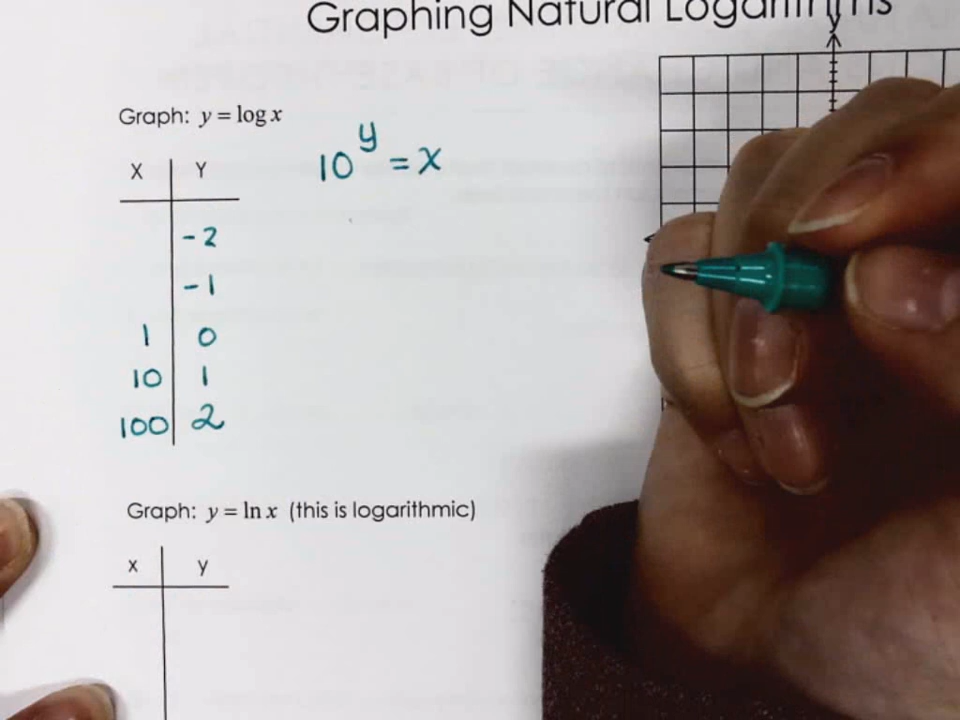 Graphing Natural Logarithms
y
Graph: y = log x
10^y = x
X Y
-2
-1
1 0
10 1
100 2
Graph: y = ln x (this is logarithmic)
x y